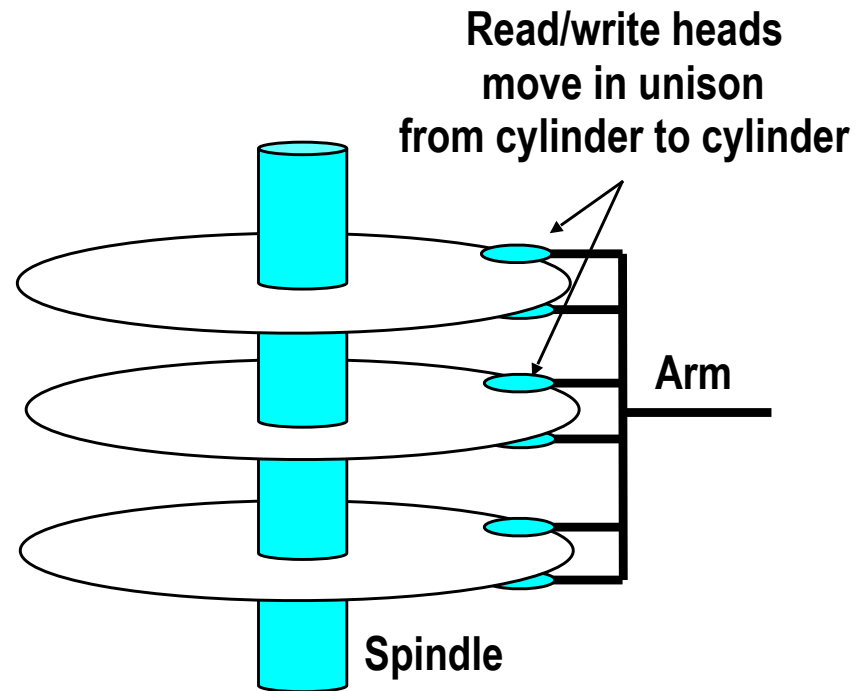 Read/write heads
move in unison
from cylinder to cylinder
Arm
Spindle